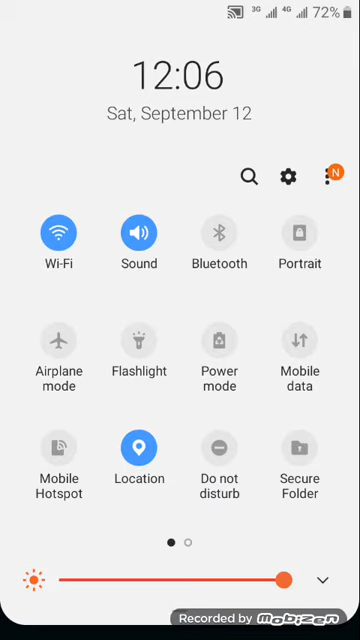 3G 4G 72%
12:06
Sat, September 12
N
Wi-Fi Sound Bluetooth Portrait
Airplane mode Flashlight Power mode Mobile data
Mobile Hotspot Location Do not disturb Secure Folder
Recorded by Mobizen